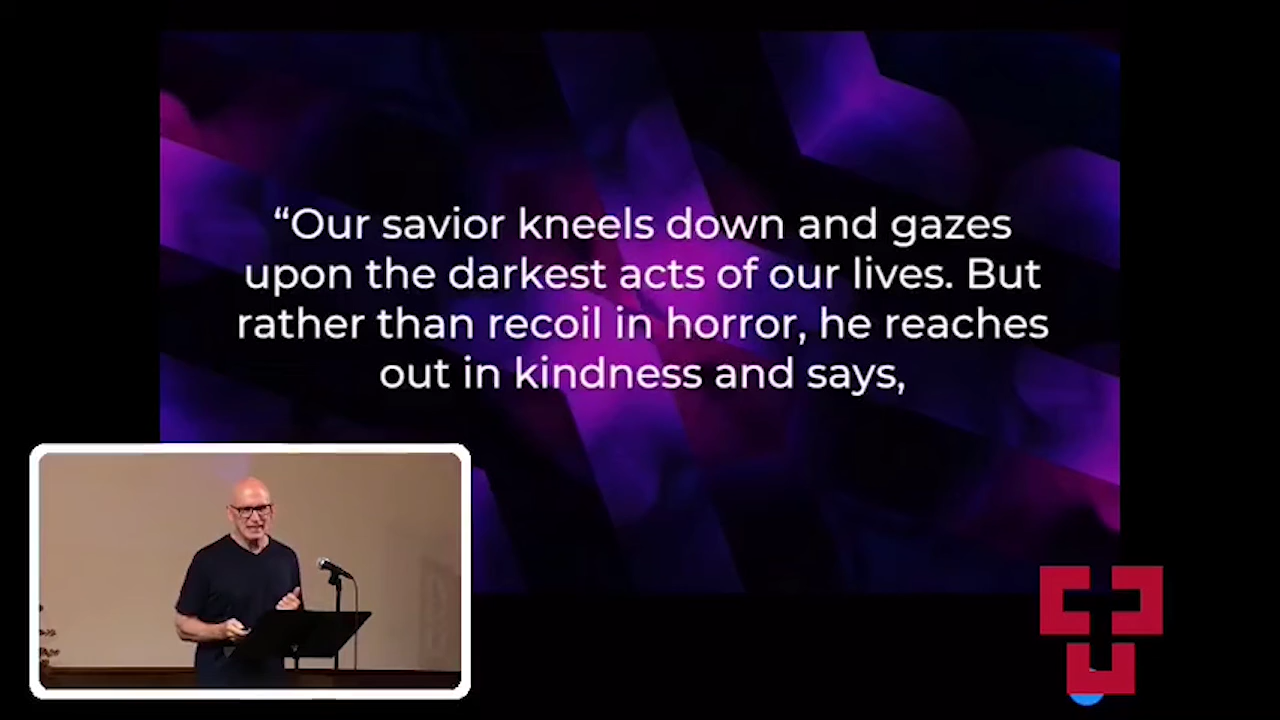 “Our savior kneels down and gazes
upon the darkest acts of our lives. But
rather than recoil in horror, he reaches
out in kindness and says,